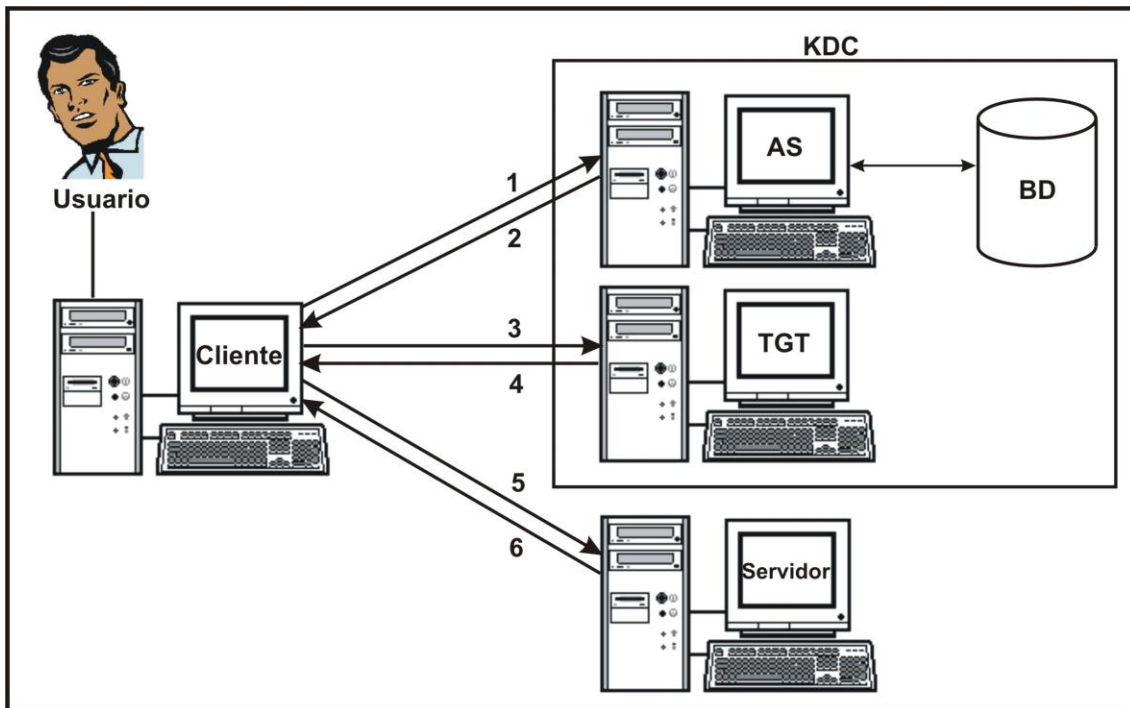 KDC
AS
BD
Usuario
1
2
Cliente
3
4
TGT
5
6
Servidor